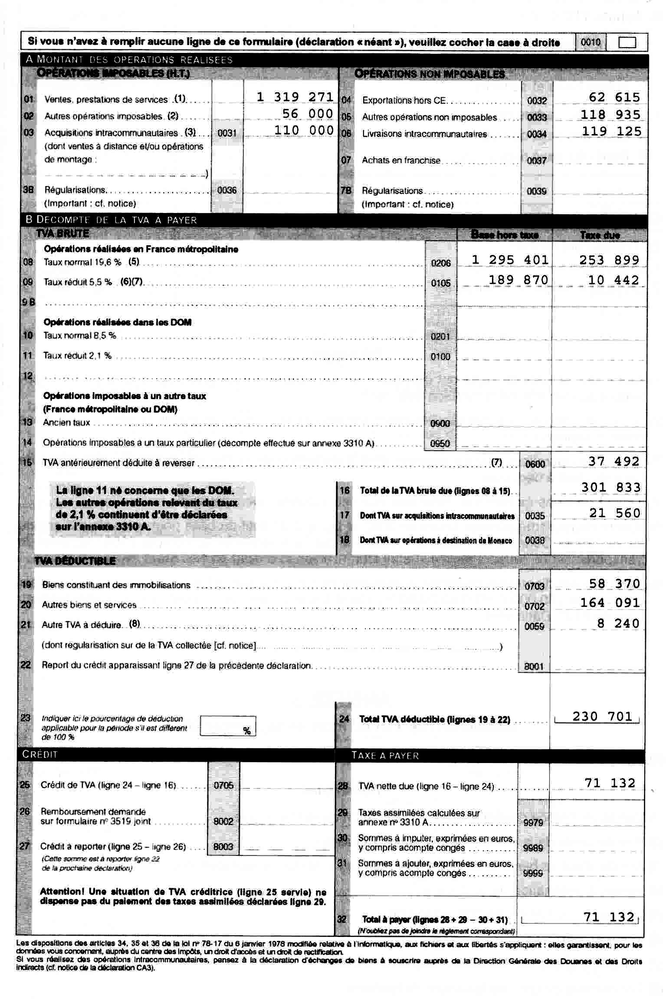 Si vous n'avez à remplir aucune ligne de ce formulaire (déclaration « néant »), veuillez cocher la case à droite 0010
A MONTANT DES OPERATIONS REALISEES
OPÉRATIONS IMPOSABLES (H.T.)
01 Ventes, prestations de services (1) 1 319 271
02 Autres opérations imposables (2) 56 000
03 Acquisitions intracommunautaires (3) 0031 110 000
(dont ventes à distance et/ou opérations
de montage :
)
3B Régularisations 0036
(Important : cf. notice)
OPÉRATIONS NON IMPOSABLES
04 Exportations hors CE 0032 62 615
05 Autres opérations non imposables 0033 118 935
06 Livraisons intracommunautaires 0034 119 125
07 Achats en franchise 0037
7B Régularisations 0039
(Important : cf. notice)
B DECOMPTE DE LA TVA A PAYER
TVA BRUTE Base hors taxe Taxe due
Opérations réalisées en France métropolitaine
08 Taux normal 19,6 % (5) 0206 1 295 401 253 899
09 Taux réduit 5,5 % (6)(7) 0105 189 870 10 442
9B
Opérations réalisées dans les DOM
10 Taux normal 8,5 % 0201
11 Taux réduit 2,1 % 0100
12
Opérations imposables à un autre taux
(France métropolitaine ou DOM)
13 Ancien taux 0900
14 Opérations imposables à un taux particulier (décompte effectué sur annexe 3310 A) 0950
15 TVA antérieurement déduite à reverser (7) 0600 37 492
La ligne 11 né concerne que les DOM.
Les autres opérations relevant du taux
de 2,1 % continuent d'être déclarées
sur l'annexe 3310 A.
16 Total de la TVA brute due (lignes 08 à 15) 301 833
17 Dont TVA sur acquisitions intracommunautaires 0035 21 560
18 Dont TVA sur opérations à destination de Monaco 0038
TVA DÉDUCTIBLE
19 Biens constituant des immobilisations 0703 58 370
20 Autres biens et services 0702 164 091
21 Autre TVA à déduire (8) 0059 8 240
(dont régularisation sur de la TVA collectée [cf. notice] )
22 Report du crédit apparaissant ligne 27 de la précédente déclaration 8001
23 Indiquer ici le pourcentage de déduction
applicable pour la période s'il est différent
de 100 %
%
24 Total TVA déductible (lignes 19 à 22) 230 701
CRÉDIT
25 Crédit de TVA (ligne 24 – ligne 16) 0705
26 Remboursement demandé
sur formulaire n° 3519 joint 8002
27 Crédit à reporter (ligne 25 – ligne 26) 8003
(Cette somme est à reporter ligne 22
de la prochaine déclaration)
Attention! Une situation de TVA créditrice (ligne 25 servie) ne
dispense pas du paiement des taxes assimilées déclarées ligne 29.
TAXE A PAYER
28 TVA nette due (ligne 16 – ligne 24) 71 132
29 Taxes assimilées calculées sur
annexe n° 3310 A 9979
30 Sommes à imputer, exprimées en euros,
y compris acompte congés 9989
31 Sommes à ajouter, exprimées en euros,
y compris acompte congés 9999
32 Total à payer (lignes 28 + 29 – 30 + 31) 71 132
(N'oubliez pas de joindre le règlement correspondant)
Les dispositions des articles 34, 35 et 36 de la loi n° 78-17 du 6 janvier 1978 modifiée relative à l'informatique, aux fichiers et aux libertés s'appliquent : elles garantissent, pour les
données vous concernant, auprès du centre des impôts, un droit d'accès et un droit de rectification.
Si vous réalisez des opérations intracommunautaires, pensez à la déclaration d'échanges de biens à souscrire auprès de la Direction Générale des Douanes et des Droits
Indirects (cf. notice de la déclaration CA3).